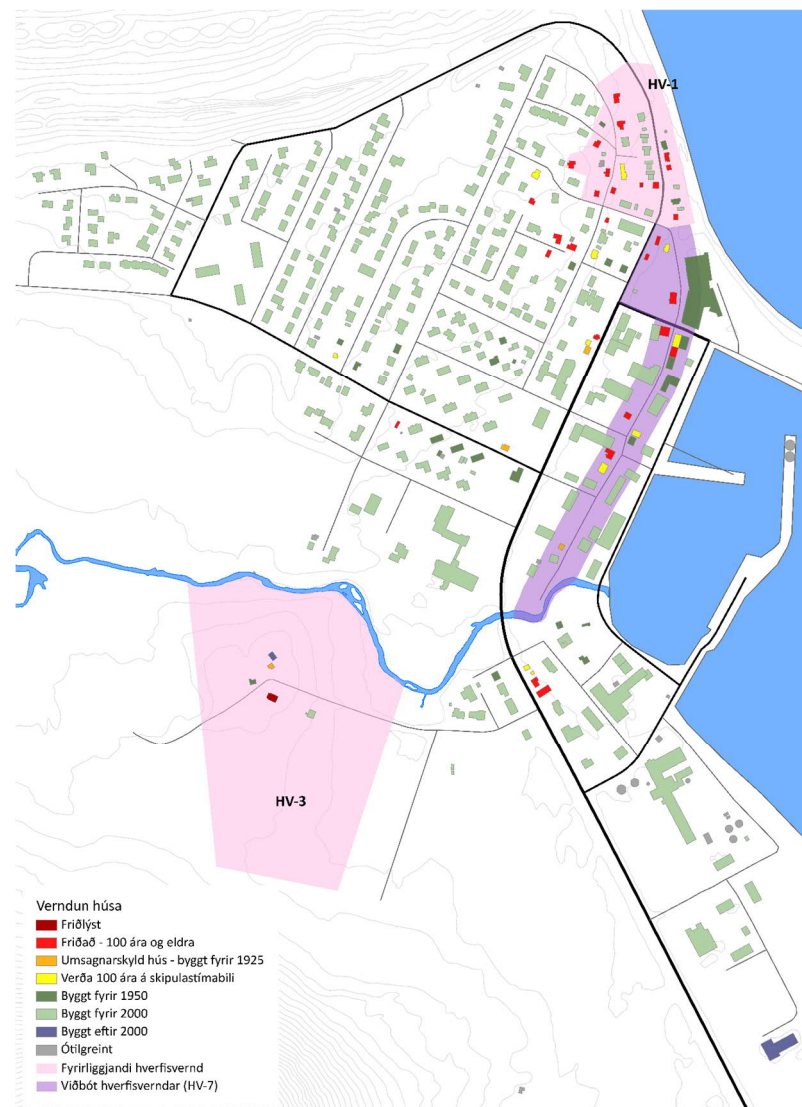 HV-1
HV-3
Verndun húsa
Friðlýst
Friðað - 100 ára og eldra
Umsagnarskyld hús - byggt fyrir 1925
Verða 100 ára á skipulastímabili
Byggt fyrir 1950
Byggt fyrir 2000
Byggt eftir 2000
Ótilgreint
Fyrirliggjandi hverfisvernd
Viðbót hverfisverndar (HV-7)